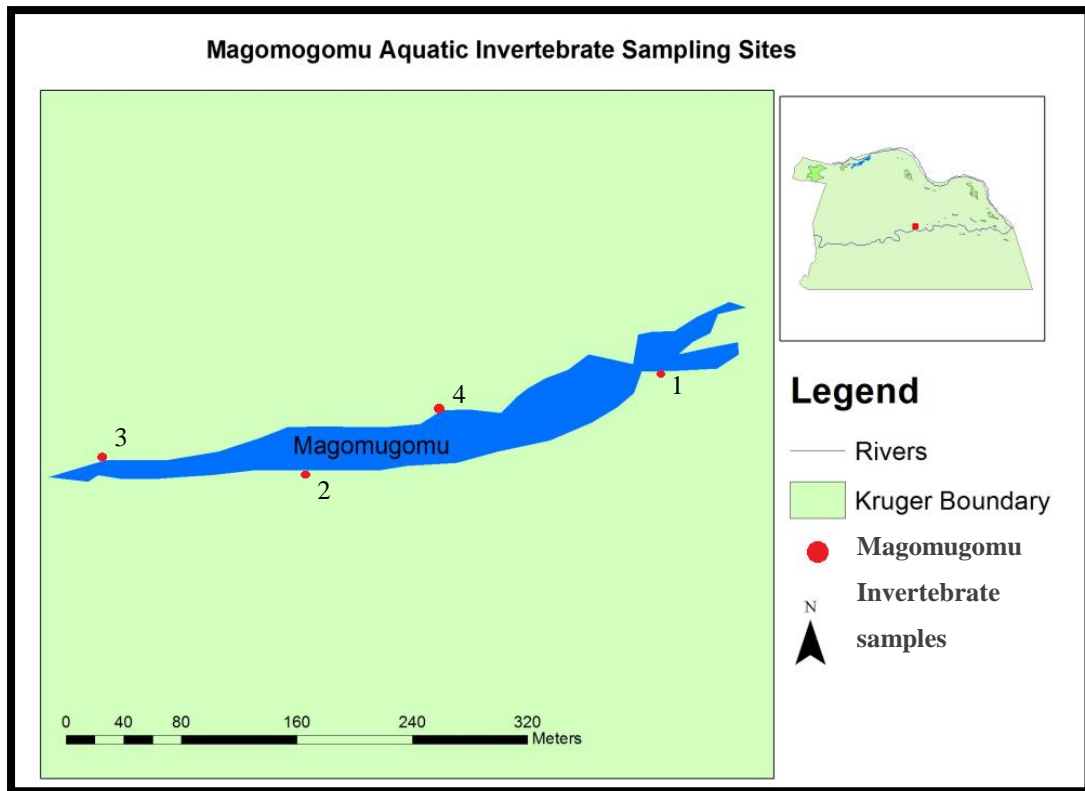 Magomogomu Aquatic Invertebrate Sampling Sites
1
4
3
Magomugomu
2
0 40 80 160 240 320
Meters
Legend
Rivers
Kruger Boundary
Magomugomu
Invertebrate
samples
N